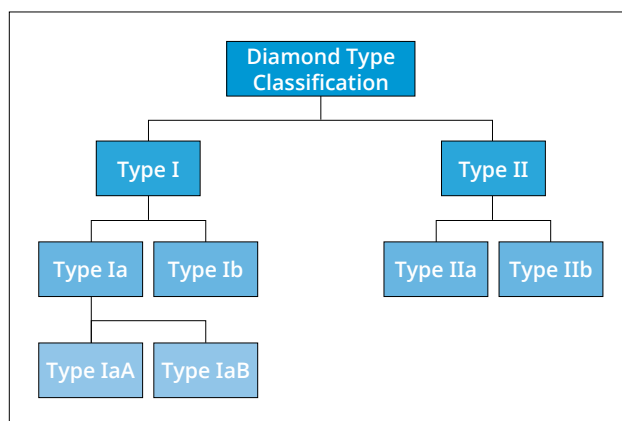 Diamond Type
Classification
Type I
Type II
Type Ia
Type Ib
Type IIa
Type IIb
Type IaA
Type IaB